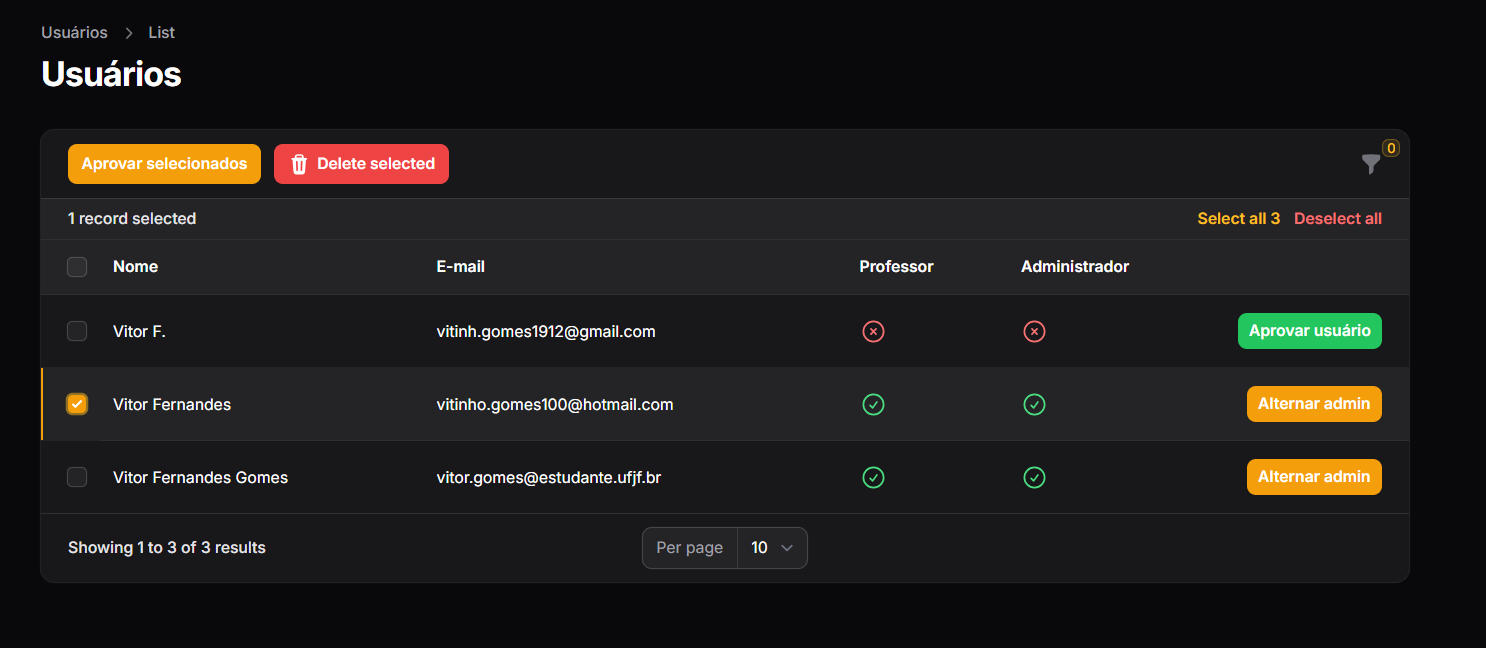 Usuários > List
Usuários
Aprovar selecionados Delete selected 0
1 record selected Select all 3 Deselect all
Nome E-mail Professor Administrador
Vitor F. vitinh.gomes1912@gmail.com Aprovar usuário
Vitor Fernandes vitinho.gomes100@hotmail.com Alternar admin
Vitor Fernandes Gomes vitor.gomes@estudante.ufjf.br Alternar admin
Showing 1 to 3 of 3 results Per page 10